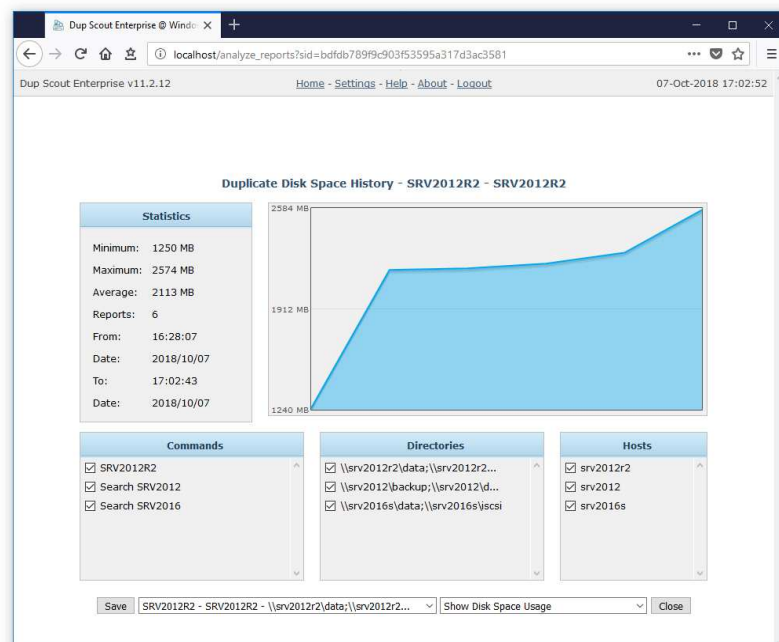 Dup Scout Enterprise @ Windo
localhost/analyze_reports?sid=bdfdb789f9c903f53595a317d3ac3581
Dup Scout Enterprise v11.2.12
Home - Settings - Help - About - Logout
07-Oct-2018 17:02:52
Duplicate Disk Space History - SRV2012R2 - SRV2012R2
Statistics
Minimum: 1250 MB
Maximum: 2574 MB
Average: 2113 MB
Reports: 6
From: 16:28:07
Date: 2018/10/07
To: 17:02:43
Date: 2018/10/07
2584 MB
1912 MB
1240 MB
Commands
SRV2012R2
Search SRV2012
Search SRV2016
Directories
\\srv2012r2\data;\\srv2012r2...
\\srv2012\backup;\\srv2012\d...
\\srv2016s\data;\\srv2016s\iscsi
Hosts
srv2012r2
srv2012
srv2016s
Save
SRV2012R2 - SRV2012R2 - \\srv2012r2\data;\\srv2012r2...
Show Disk Space Usage
Close